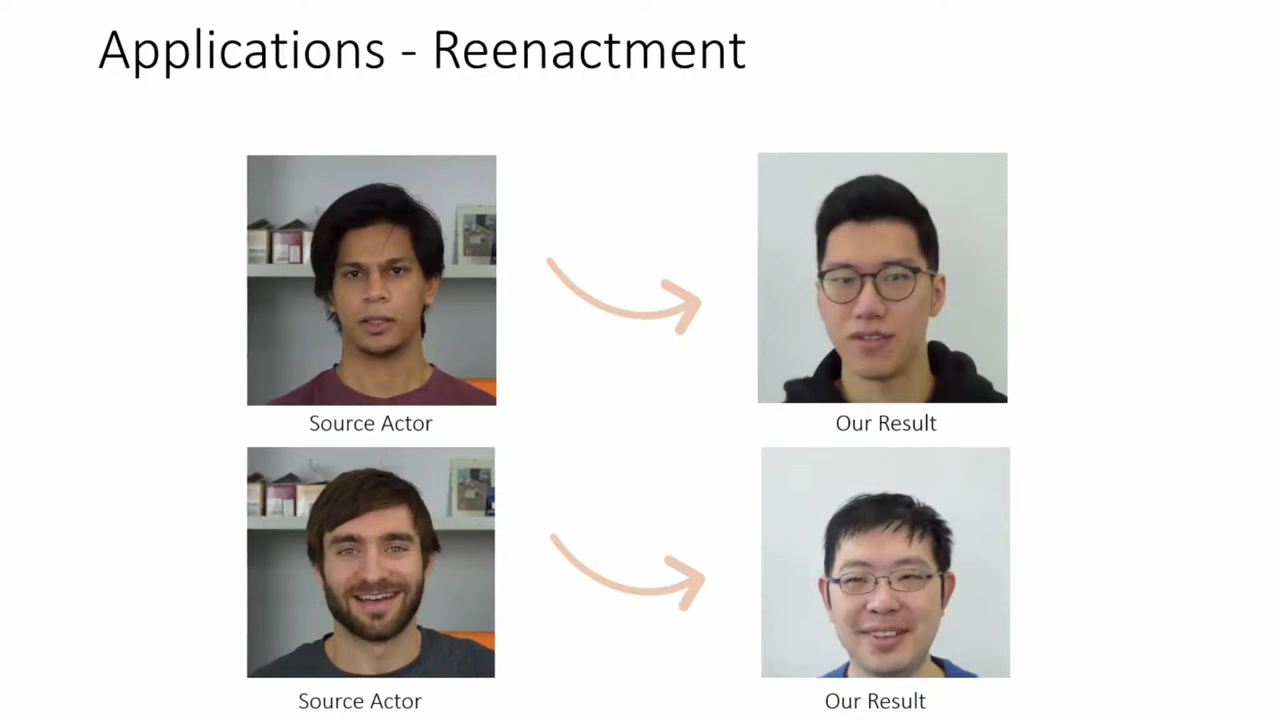 Applications - Reenactment
Source Actor
Our Result
Source Actor
Our Result